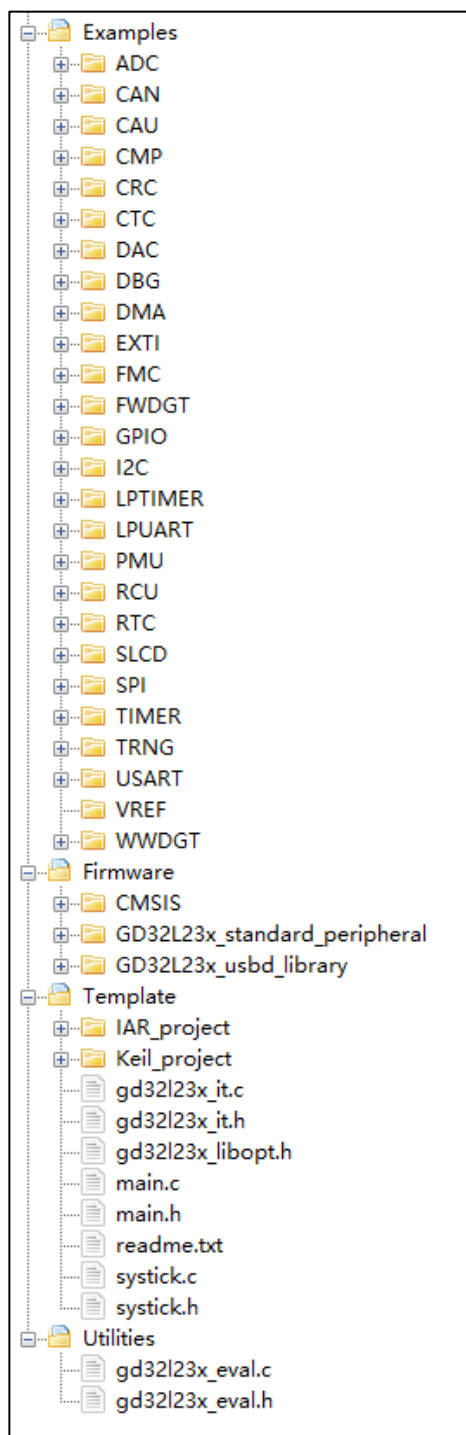 Examples
ADC
CAN
CAU
CMP
CRC
CTC
DAC
DBG
DMA
EXTI
FMC
FWDGT
GPIO
I2C
LPTIMER
LPUART
PMU
RCU
RTC
SLCD
SPI
TIMER
TRNG
USART
VREF
WWDGT
Firmware
CMSIS
GD32L23x_standard_peripheral
GD32L23x_usbd_library
Template
IAR_project
Keil_project
gd32l23x_it.c
gd32l23x_it.h
gd32l23x_libopt.h
main.c
main.h
readme.txt
systick.c
systick.h
Utilities
gd32l23x_eval.c
gd32l23x_eval.h